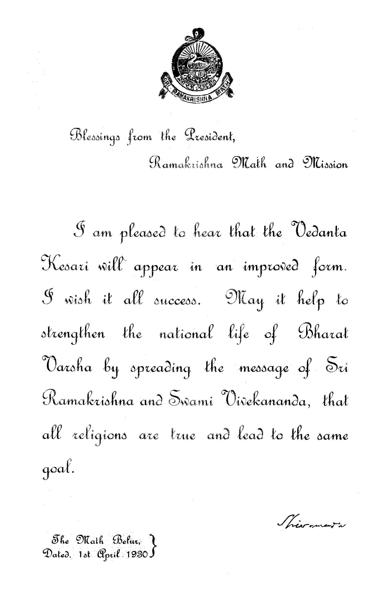 Blessings from the President,
Ramakrishna Math and Mission
I am pleased to hear that the Vedanta
Kesari will appear in an improved form.
I wish it all success. May it help to
strengthen the national life of Bharat
Varsha by spreading the message of Sri
Ramakrishna and Swami Vivekananda, that
all religions are true and lead to the same
goal.
The Math Belur,
Dated, 1st April 1930